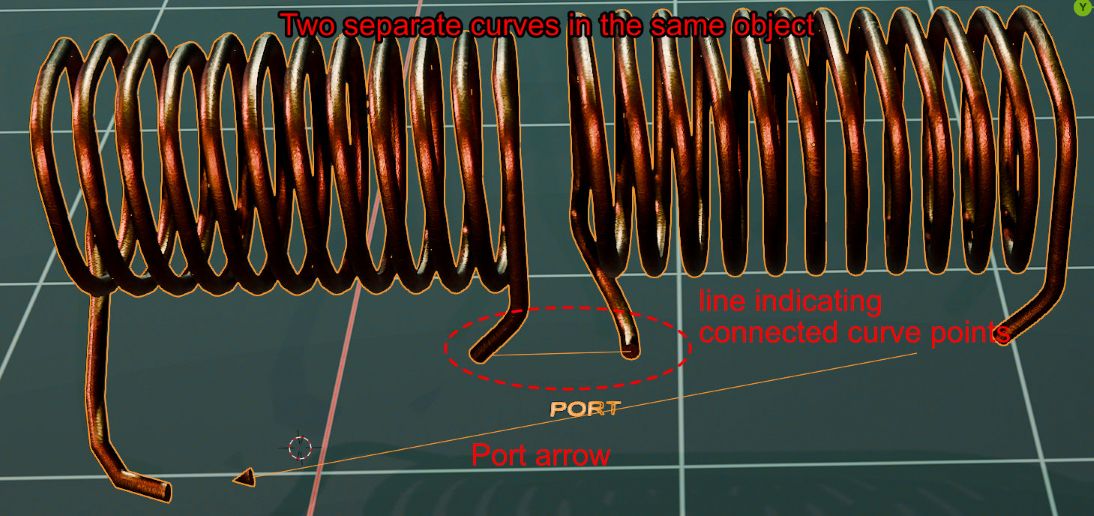 Two separate curves in the same object
Y
line indicating
connected curve points
PORT
Port arrow